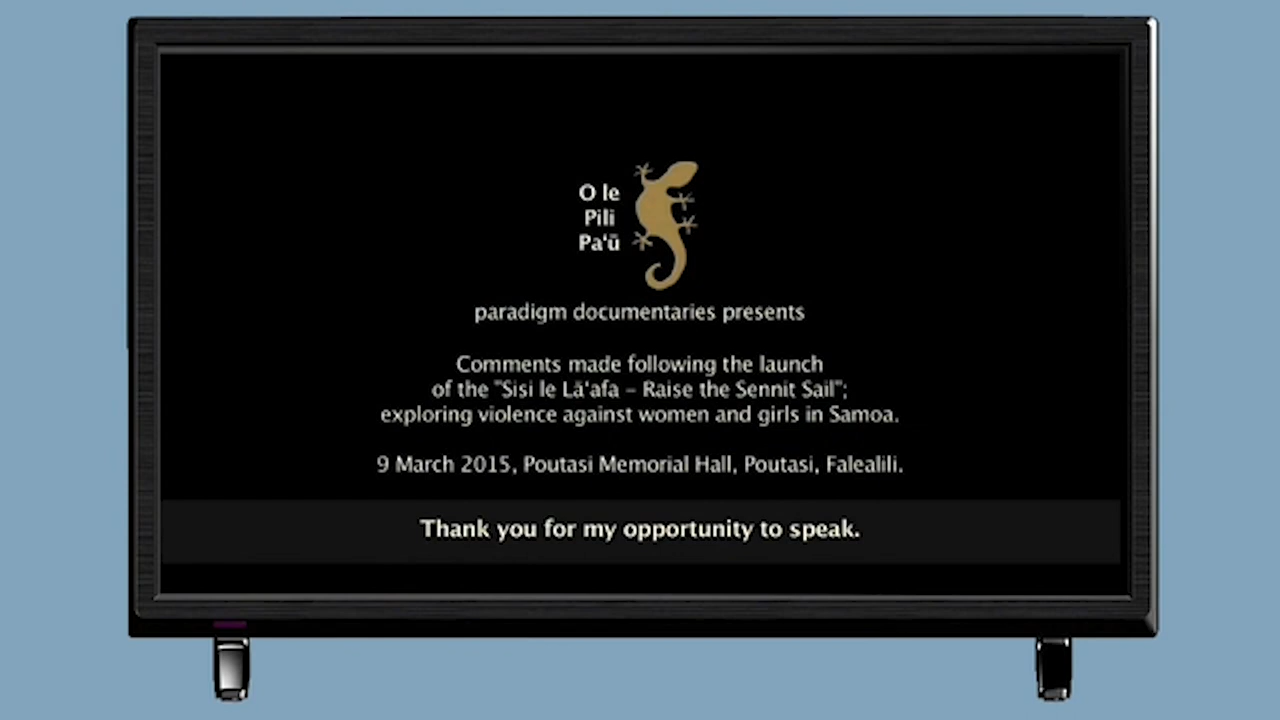 O le
Pili
Pa'ū
paradigm documentaries presents
Comments made following the launch
of the "Sisi le Lā'afa – Raise the Sennit Sail";
exploring violence against women and girls in Samoa.
9 March 2015, Poutasi Memorial Hall, Poutasi, Falealili.
Thank you for my opportunity to speak.